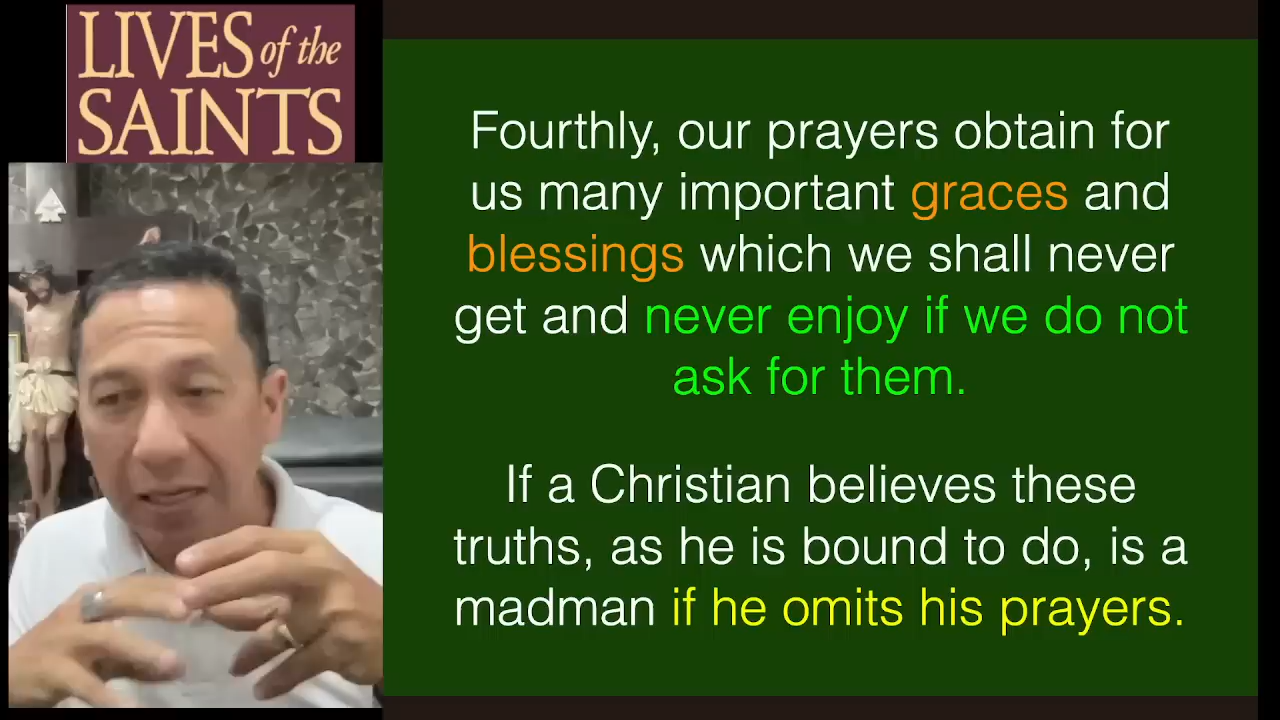 LIVES of the
SAINTS
Fourthly, our prayers obtain for
us many important graces and
blessings which we shall never
get and never enjoy if we do not
ask for them.
If a Christian believes these
truths, as he is bound to do, is a
madman if he omits his prayers.